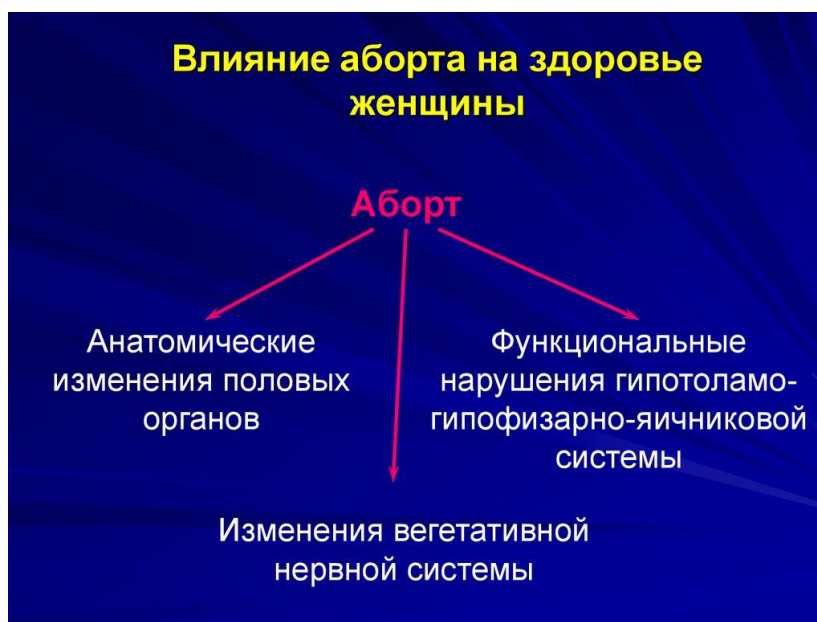 Влияние аборта на здоровье
женщины
Аборт
Анатомические
изменения половых
органов
Функциональные
нарушения гипотоламо-
гипофизарно-яичниковой
системы
Изменения вегетативной
нервной системы